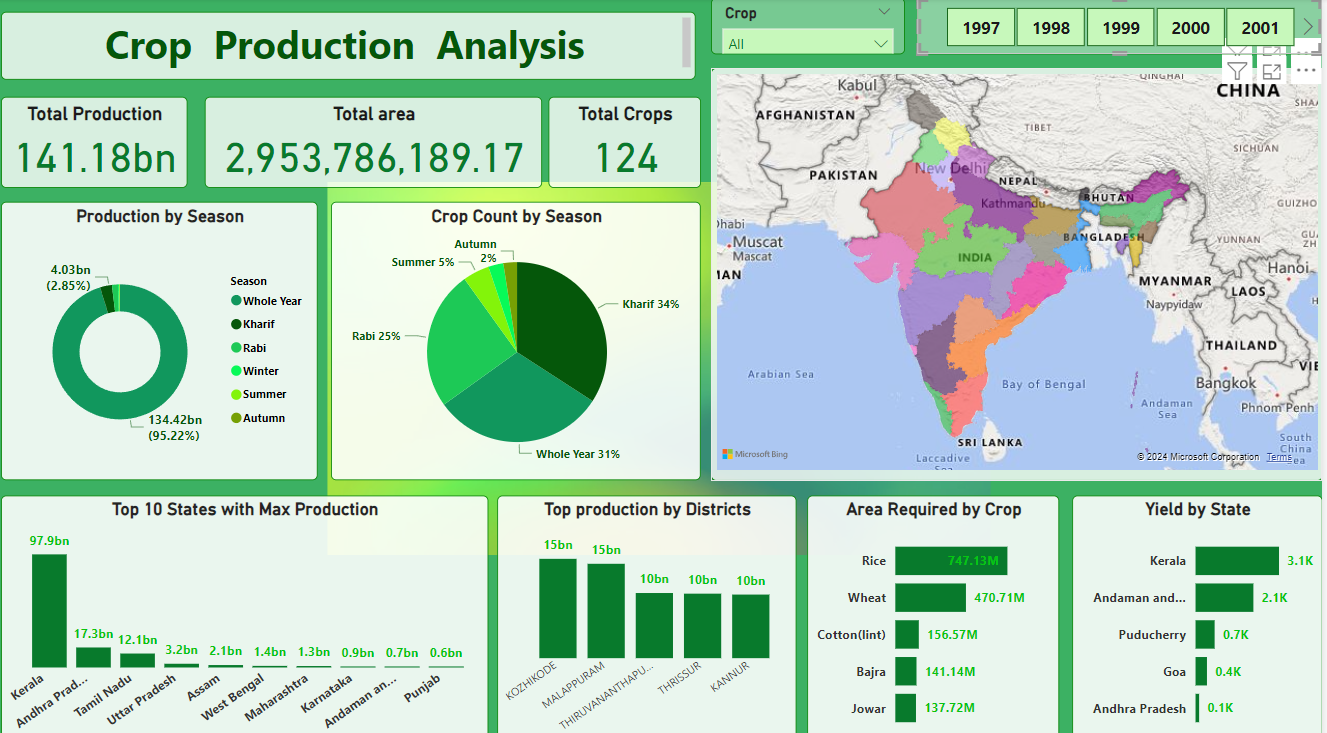 Crop Production Analysis
Crop
All
1997 1998 1999 2000 2001
Total Production
141.18bn
Total area
2,953,786,189.17
Total Crops
124
Production by Season
4.03bn
(2.85%)
134.42bn
(95.22%)
Season
Whole Year
Kharif
Rabi
Winter
Summer
Autumn
Crop Count by Season
Autumn
2%
Summer 5%
Kharif 34%
Rabi 25%
Whole Year 31%
QINGHAI
Kabul
CHINA
AFGHANISTAN
TIBET
SICHUAN
PAKISTAN
New Delhi
NEPAL
Kathmandu
BHUTAN
GUIZHO
Dhabi
Muscat
Mascat
BANGLADESH
YUNNAN
INDIA
Hanoi
MYANMAR
LAOS
Naypyidaw
THAILAND
Arabian Sea
Bay of Bengal
Bangkok
Andaman
Sea
Phnom Penh
SRI LANKA
Laccadive
South
China
Sea
Microsoft Bing
© 2024 Microsoft Corporation Terms
Top 10 States with Max Production
97.9bn
17.3bn
12.1bn
3.2bn
2.1bn
1.4bn
1.3bn
0.9bn
0.7bn
0.6bn
Kerala
Andhra Prad...
Tamil Nadu
Uttar Pradesh
Assam
West Bengal
Maharashtra
Karnataka
Andaman an...
Punjab
Top production by Districts
15bn
15bn
10bn
10bn
10bn
KOZHIKODE
MALAPPURAM
THIRUVANANTHAPU...
THRISSUR
KANNUR
Area Required by Crop
Rice 747.13M
Wheat 470.71M
Cotton(lint) 156.57M
Bajra 141.14M
Jowar 137.72M
Yield by State
Kerala 3.1K
Andaman and... 2.1K
Puducherry 0.7K
Goa 0.4K
Andhra Pradesh 0.1K